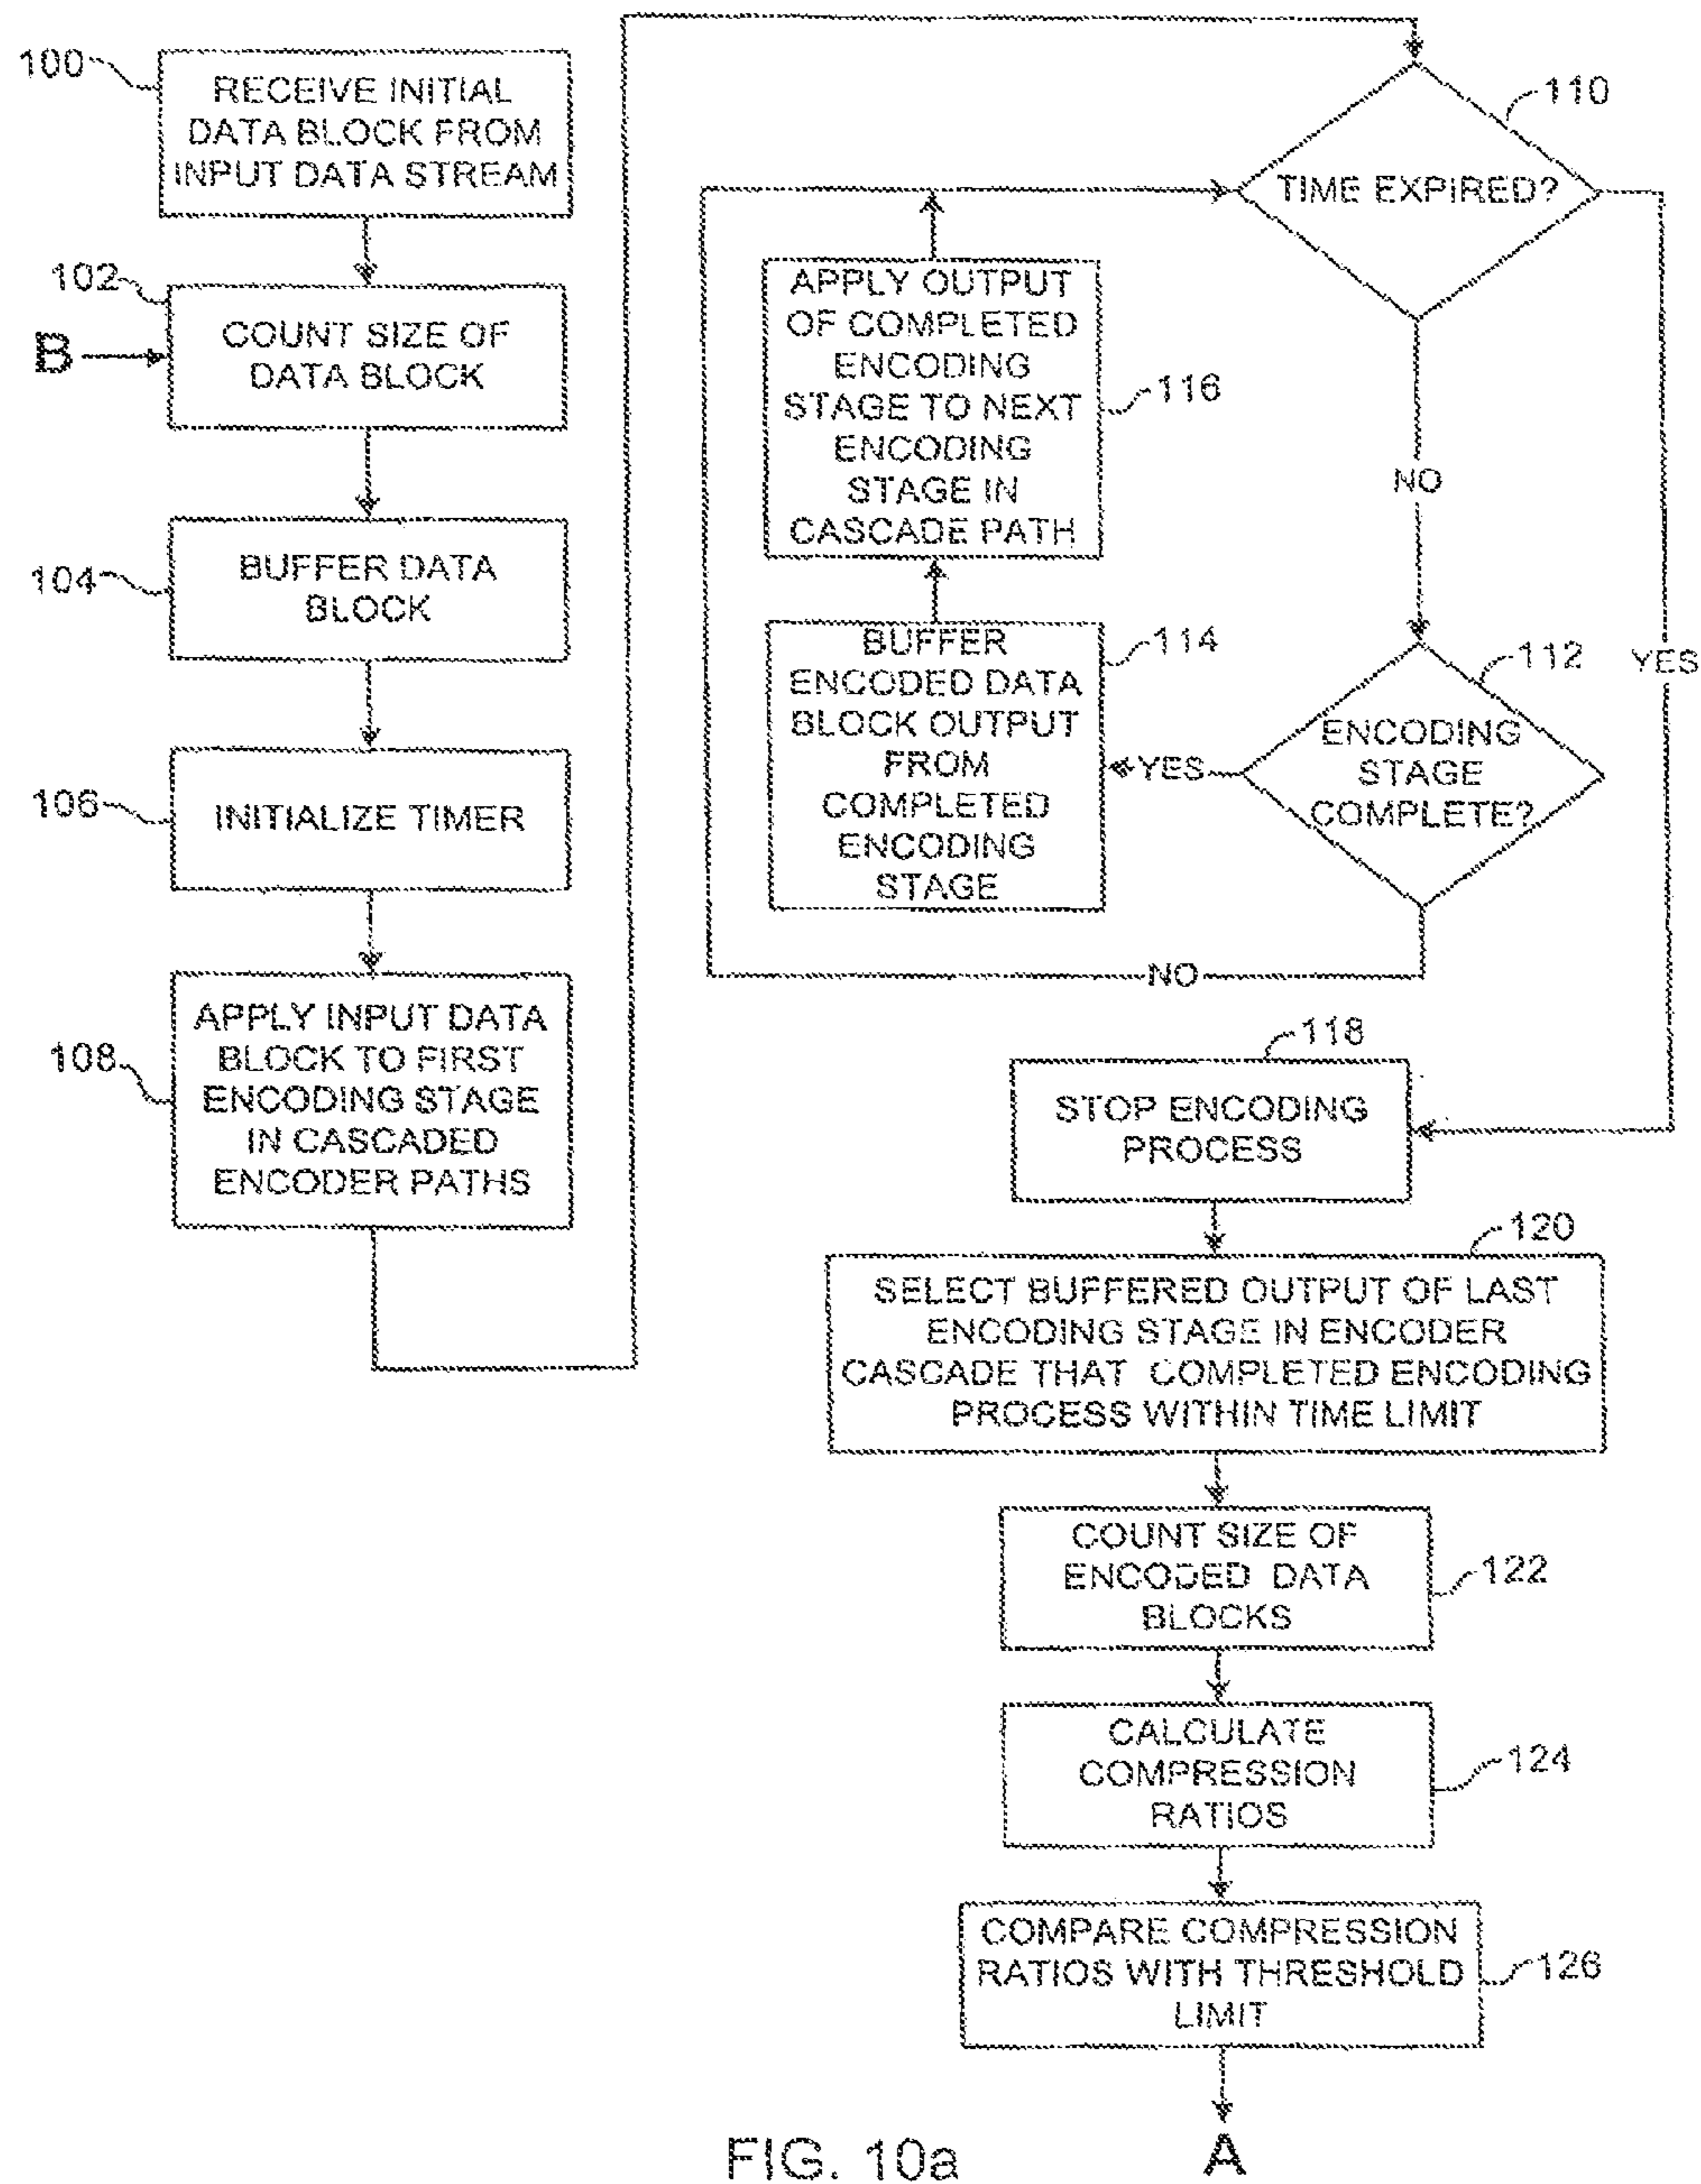 100
RECEIVE INITIAL
DATA BLOCK FROM
INPUT DATA STREAM
102
B
COUNT SIZE OF
DATA BLOCK
104
BUFFER DATA
BLOCK
106
INITIALIZE TIMER
108
APPLY INPUT DATA
BLOCK TO FIRST
ENCODING STAGE
IN CASCADED
ENCODER PATHS
110
TIME EXPIRED?
NO
YES
112
ENCODING
STAGE
COMPLETE?
YES
NO
114
BUFFER
ENCODED DATA
BLOCK OUTPUT
FROM
COMPLETED
ENCODING
STAGE
116
APPLY OUTPUT
OF COMPLETED
ENCODING
STAGE TO NEXT
ENCODING
STAGE IN
CASCADE PATH
118
STOP ENCODING
PROCESS
120
SELECT BUFFERED OUTPUT OF LAST
ENCODING STAGE IN ENCODER
CASCADE THAT COMPLETED ENCODING
PROCESS WITHIN TIME LIMIT
COUNT SIZE OF
ENCODED DATA
BLOCKS
122
CALCULATE
COMPRESSION
RATIOS
124
COMPARE COMPRESSION
RATIOS WITH THRESHOLD
LIMIT
126
A
FIG. 10a